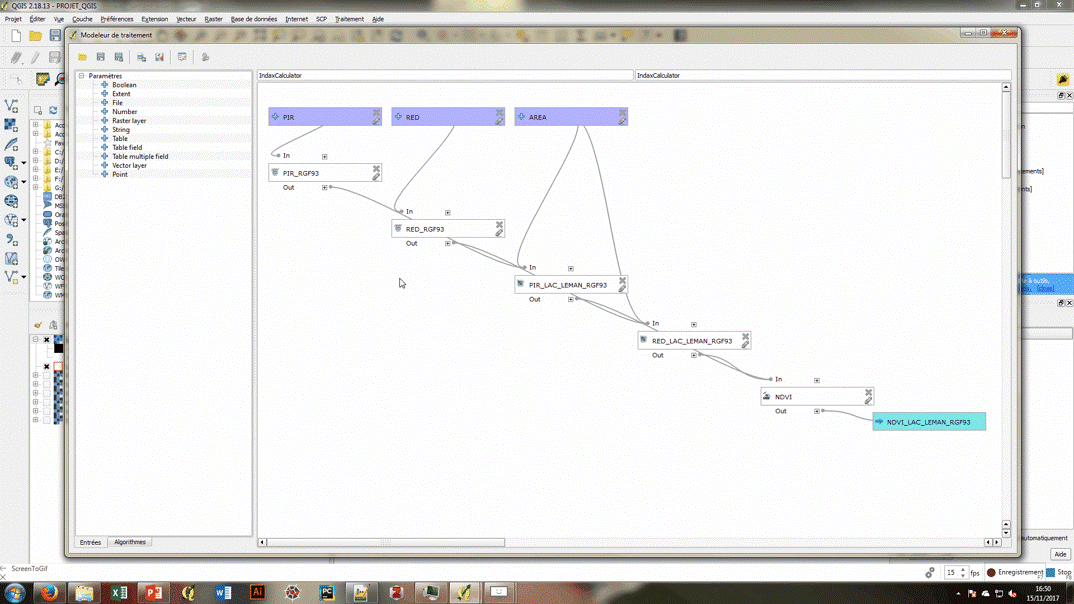 QGIS 2.18.13 - PROJET_QGIS
Projet Éditer Vue Couche Préférences Extension Vecteur Raster Base de données Internet SCP Traitement Aide
Modeleur de traitement
Paramètres
Boolean
Extent
File
Number
Raster layer
String
Table
Table field
Table multiple field
Vector layer
Point
Entrées Algorithmes
IndaxCalculator IndaxCalculator
PIR RED AREA
In
PIR_RGF93
Out
In
RED_RGF93
Out
In
PIR_LAC_LEMAN_RGF93
Out
In
RED_LAC_LEMAN_RGF93
Out
In
NDVI
Out
NDVI_LAC_LEMAN_RGF93
automatiquement
Aide
ScreenToGif
15 fps Enregistrement Stop
16:50
15/11/2017